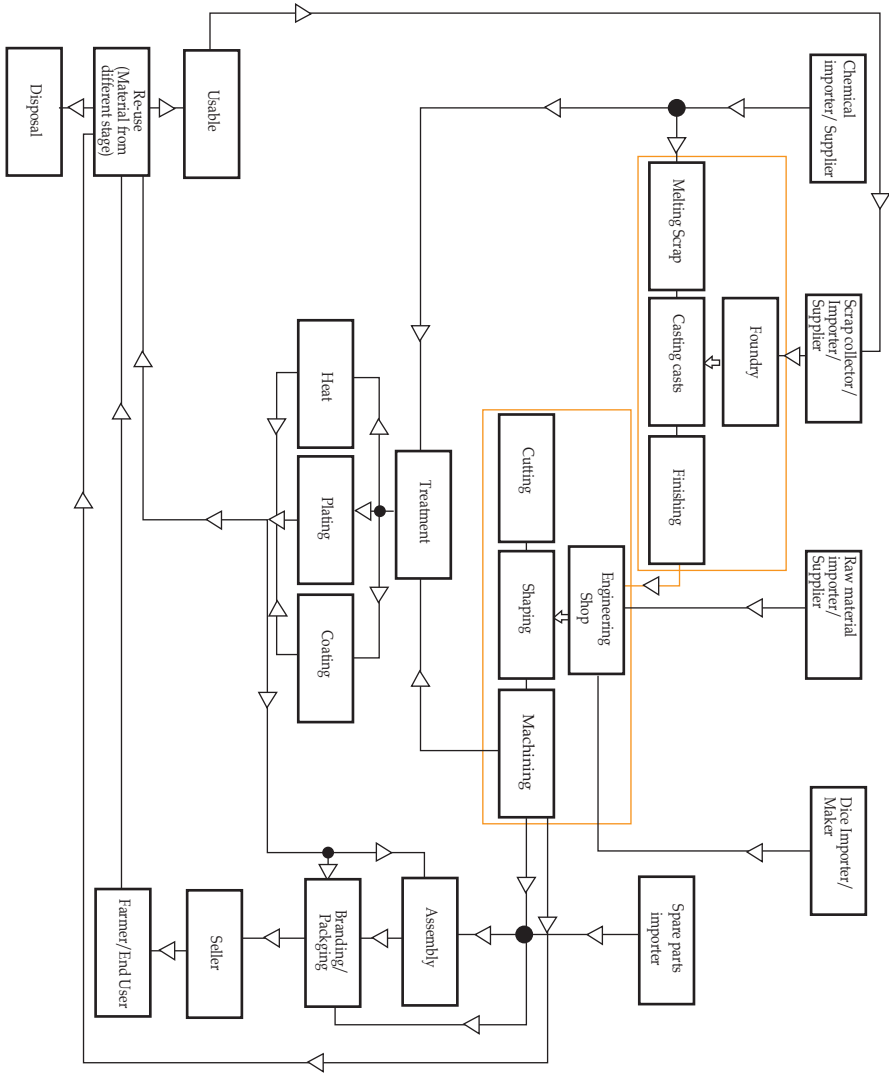 Chemical
importer/ Supplier
Scrap collector/
Importer/
Supplier
Raw material
importer/
Supplier
Dice Importer/
Maker
Foundry
Melting Scrap
Casting casts
Finishing
Spare parts
importer
Engineering
Shop
Cutting
Shaping
Machining
Treatment
Assembly
Heat
Plating
Coating
Branding/
Packging
Usable
Seller
Re-use
(Material from
different stage)
Farmer/End User
Disposal